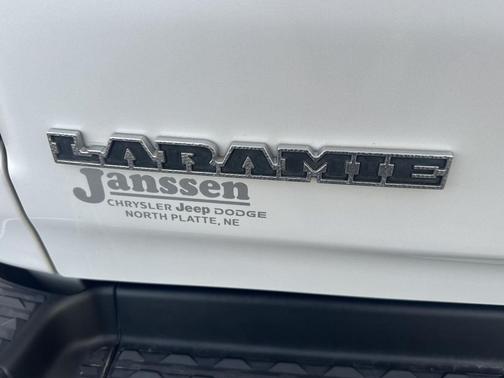 LARAMIE
Janssen
CHRYSLER Jeep DODGE
NORTH PLATTE, NE